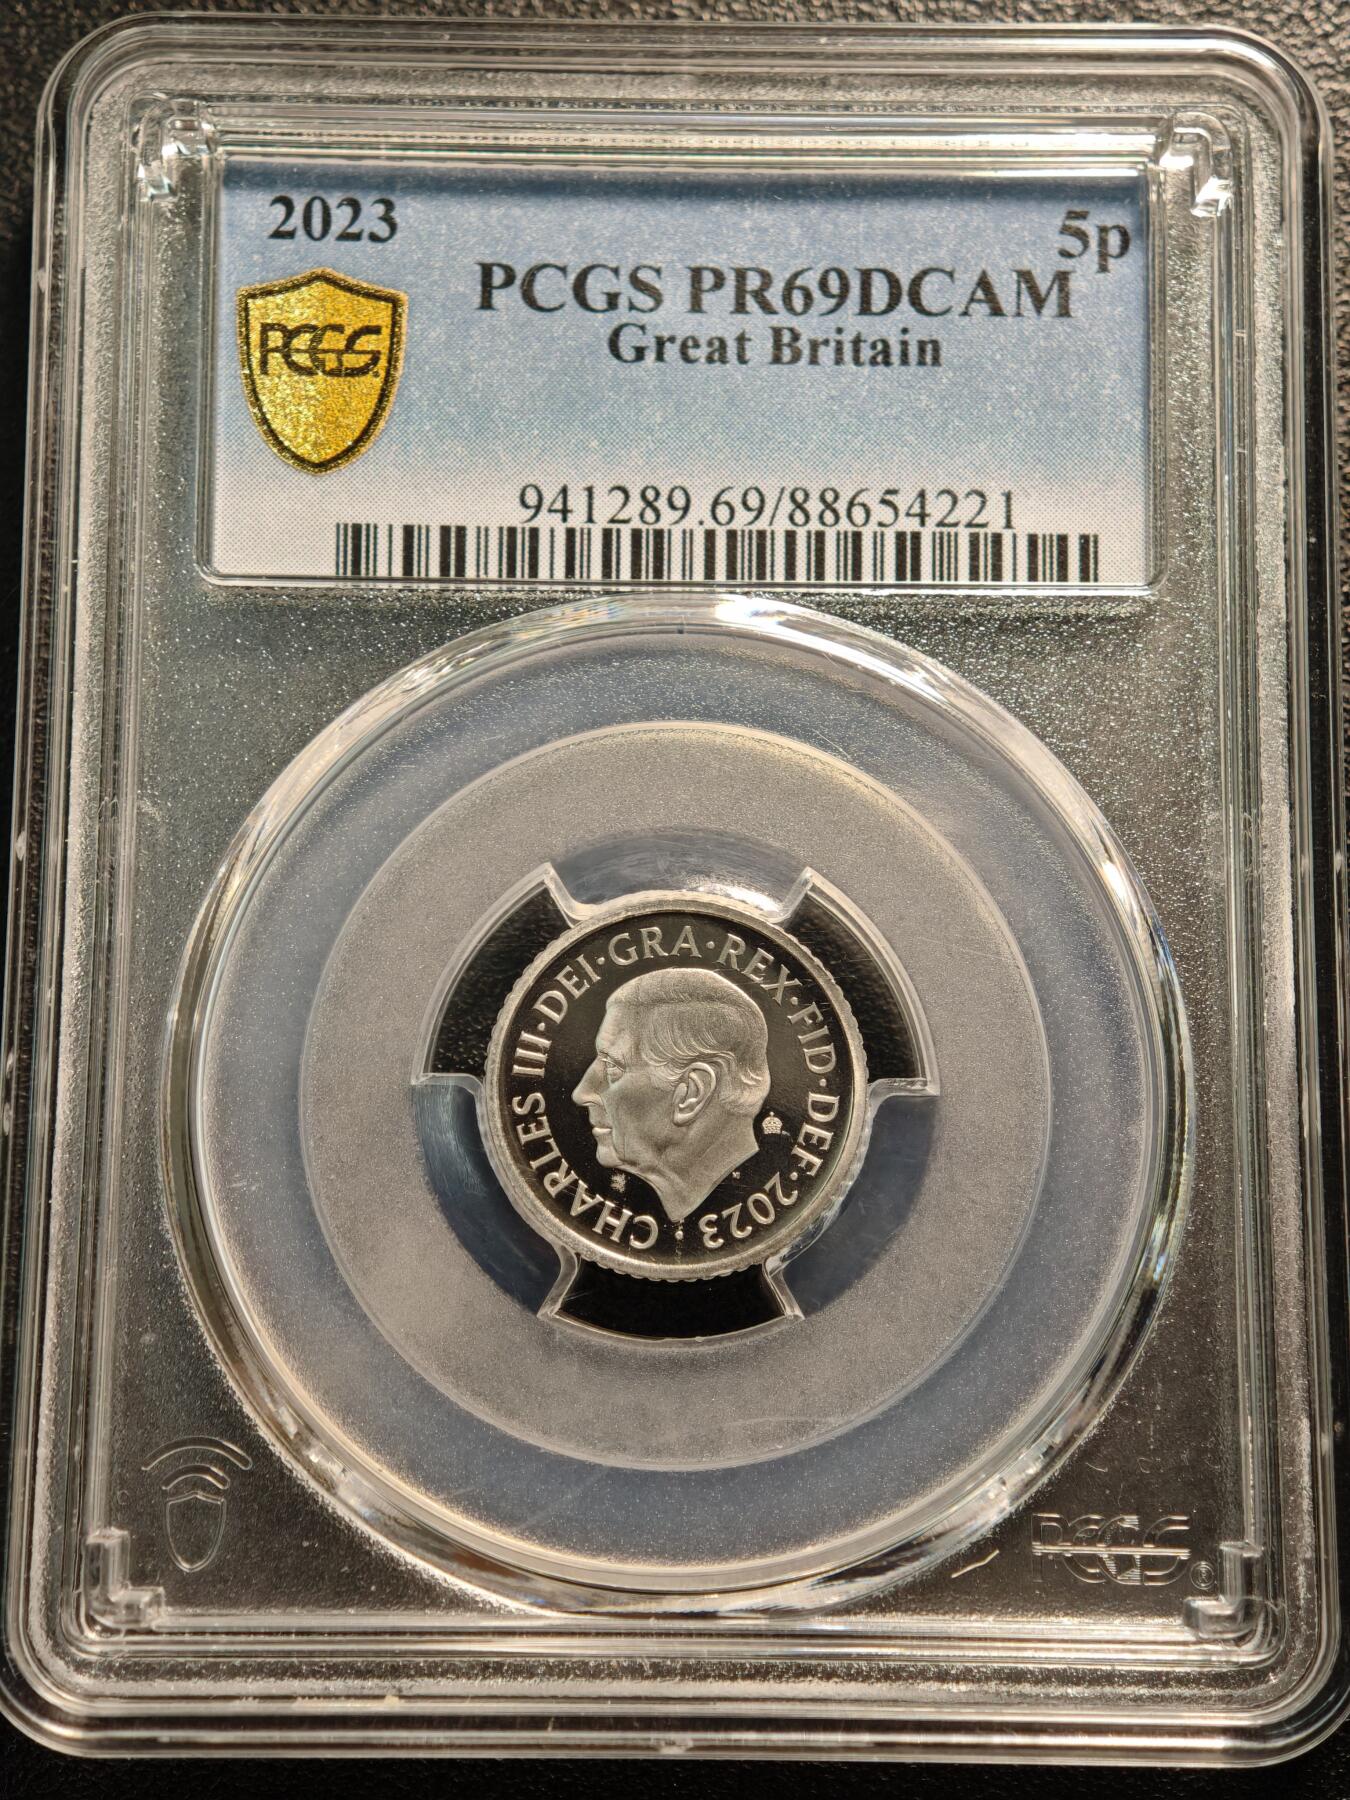 2023
5p
PCGS PR69DCAM
Great Britain
PCGS
941289.69/88654221
CHARLES III·DEI·GRA·REX·FID·DEF·2023·
PCGS